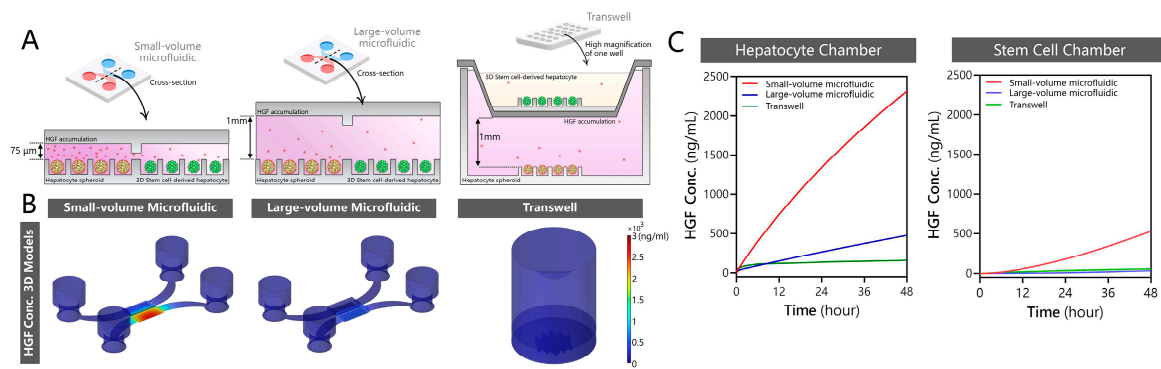 A
Small-volume
microfluidic
Cross-section
HGF accumulation
75 μm
Hepatocyte spheroid
3D Stem cell-derived hepatocyte
Large-volume
microfluidic
Cross-section
HGF accumulation
1mm
Hepatocyte spheroid
3D Stem cell-derived hepatocyte
Transwell
High magnification
of one well
3D Stem cell-derived hepatocyte
HGF accumulation
1mm
Hepatocyte spheroid
B
Small-volume Microfluidic
Large-volume Microfluidic
Transwell
HGF Conc. 3D Models
×10³
3 (ng/ml)
2.5
2
1.5
1
0.5
0
C
Hepatocyte Chamber
HGF Conc. (ng/mL)
2500
2000
1500
1000
500
0
Small-volume microfluidic
Large-volume microfluidic
Transwell
0 12 24 36 48
Time (hour)
Stem Cell Chamber
HGF Conc. (ng/mL)
2500
2000
1500
1000
500
0
Small-volume microfluidic
Large-volume microfluidic
Transwell
0 12 24 36 48
Time (hour)